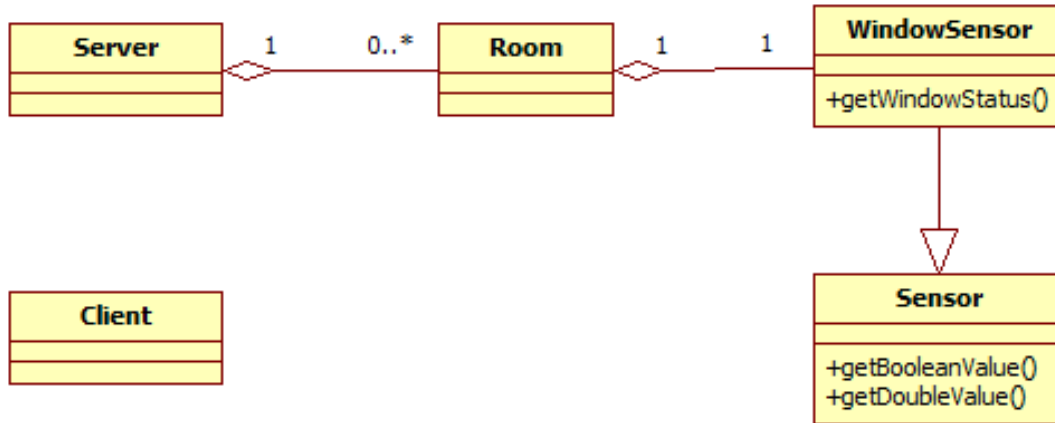 Server
1
0..*
Room
1
1
WindowSensor
+getWindowStatus()
Client
Sensor
+getBooleanValue()
+getDoubleValue()